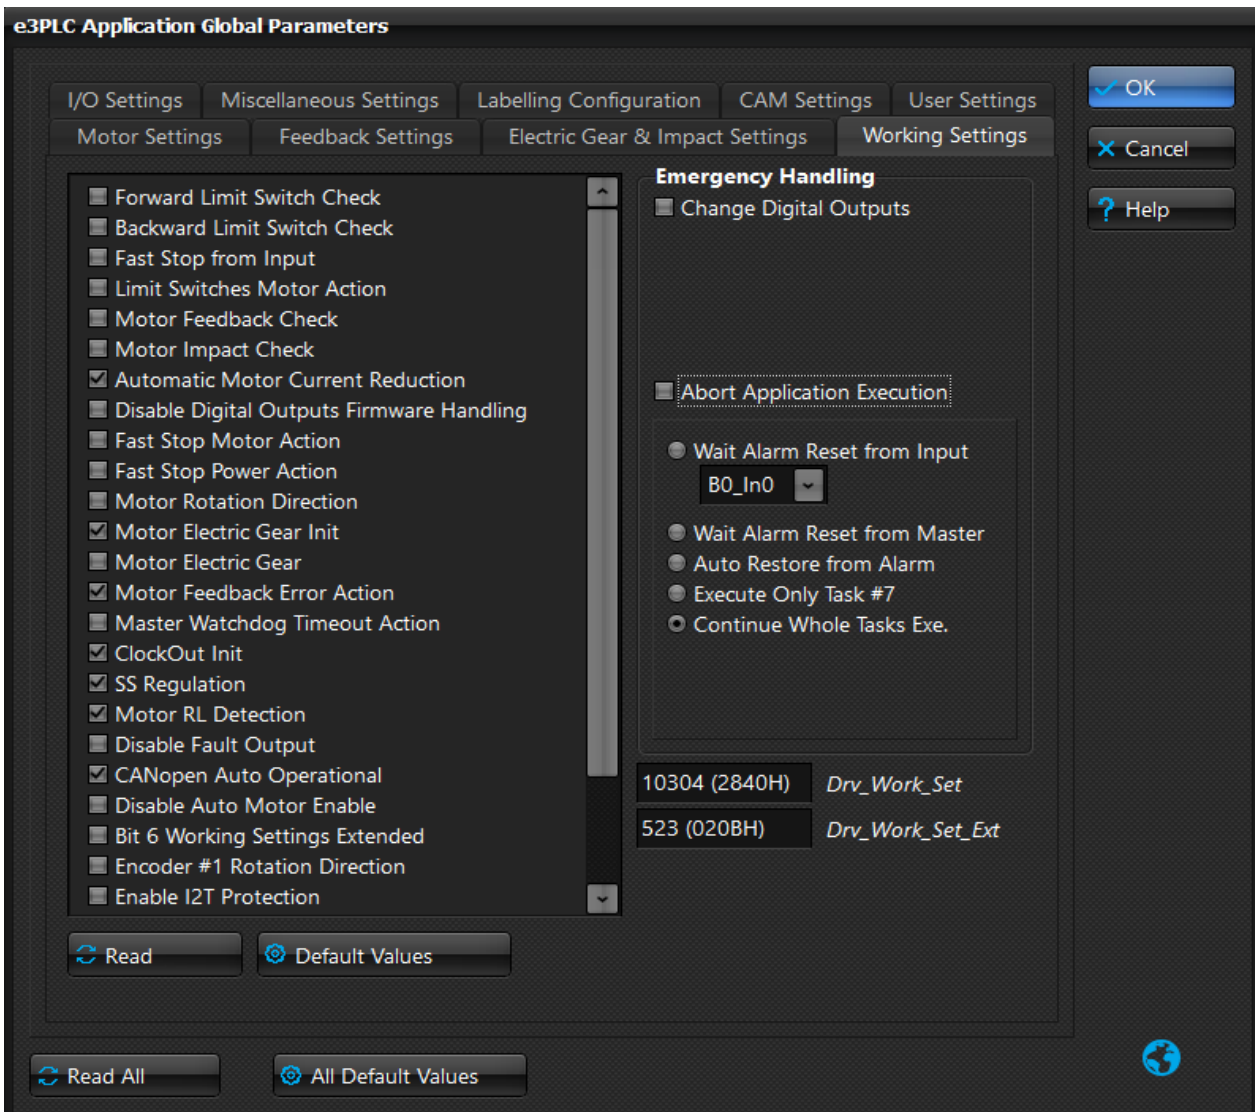 e3PLC Application Global Parameters
I/O Settings
Miscellaneous Settings
Labelling Configuration
CAM Settings
User Settings
Motor Settings
Feedback Settings
Electric Gear & Impact Settings
Working Settings
OK
Cancel
Help
Forward Limit Switch Check
Backward Limit Switch Check
Fast Stop from Input
Limit Switches Motor Action
Motor Feedback Check
Motor Impact Check
Automatic Motor Current Reduction
Disable Digital Outputs Firmware Handling
Fast Stop Motor Action
Fast Stop Power Action
Motor Rotation Direction
Motor Electric Gear Init
Motor Electric Gear
Motor Feedback Error Action
Master Watchdog Timeout Action
ClockOut Init
SS Regulation
Motor RL Detection
Disable Fault Output
CANopen Auto Operational
Disable Auto Motor Enable
Bit 6 Working Settings Extended
Encoder #1 Rotation Direction
Enable I2T Protection
Emergency Handling
Change Digital Outputs
Abort Application Execution
Wait Alarm Reset from Input
B0_In0
Wait Alarm Reset from Master
Auto Restore from Alarm
Execute Only Task #7
Continue Whole Tasks Exe.
10304 (2840H) Drv_Work_Set
523 (020BH) Drv_Work_Set_Ext
Read
Default Values
Read All
All Default Values